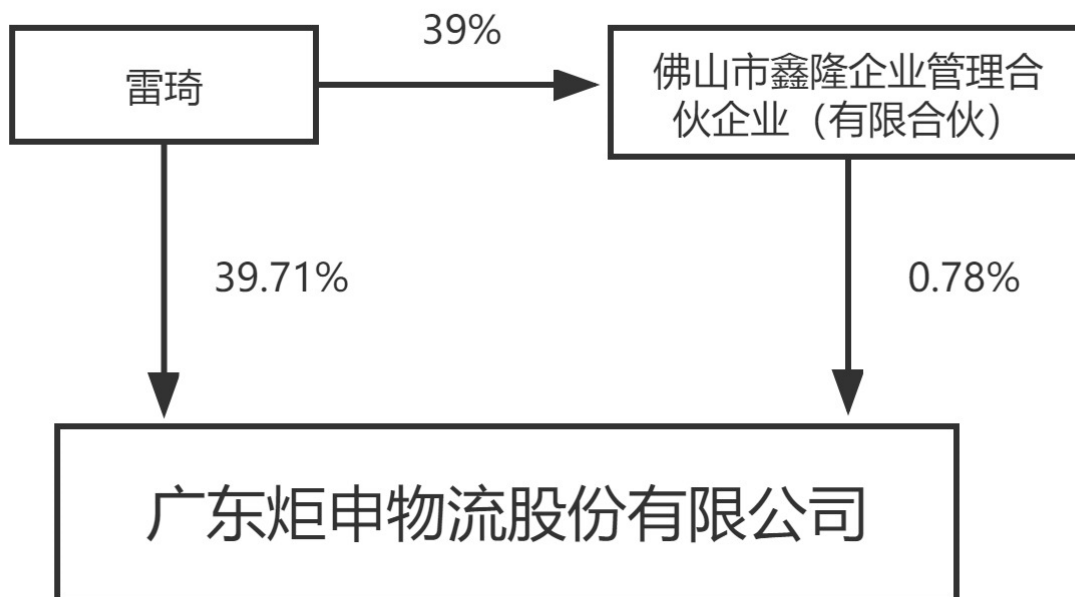 39%
雷琦
佛山市鑫隆企业管理合
伙企业（有限合伙）
39.71%
0.78%
广东炬申物流股份有限公司